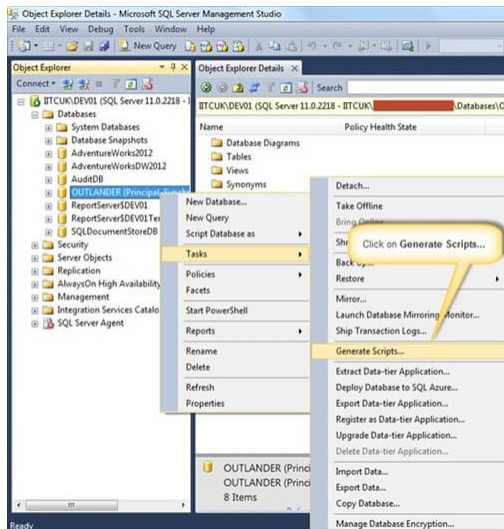 Object Explorer Details - Microsoft SQL Server Management Studio
File Edit View Debug Tools Window Help
New Query
Object Explorer
Connect
IITCUK\DEV01 (SQL Server 11.0.2218 -
Databases
System Databases
Database Snapshots
AdventureWorks2012
AdventureWorksDW2012
AuditDB
OUTLANDER (Principal,
ReportServer$DEV01
ReportServer$DEV01Te
SQLDocumentStoreDB
Security
Server Objects
Replication
AlwaysOn High Availability
Management
Integration Services Catalo
SQL Server Agent
Object Explorer Details
Search
IITCUK\DEV01 (SQL Server 11.0.2218 - IITCUK\ \Databases\O
Name Policy Health State
Database Diagrams
Tables
Views
Synonyms
New Database...
New Query
Script Database as
Tasks
Policies
Facets
Start PowerShell
Reports
Rename
Delete
Refresh
Properties
Detach...
Take Offline
Bring Online
Shr
Click on Generate Scripts...
Back Up...
Restore
Mirror...
Launch Database Mirroring Monitor...
Ship Transaction Logs...
Generate Scripts...
Extract Data-tier Application...
Deploy Database to SQL Azure...
Export Data-tier Application...
Register as Data-tier Application...
Upgrade Data-tier Application...
Delete Data-tier Application...
Import Data...
Export Data...
Copy Database...
Manage Database Encryption...
OUTLANDER (Princi
OUTLANDER (Princi
8 Items
Ready